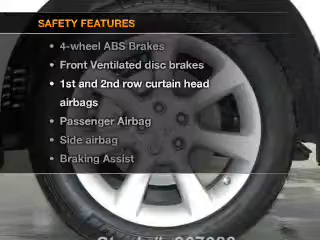 SAFETY FEATURES
• 4-wheel ABS Brakes
• Front Ventilated disc brakes
• 1st and 2nd row curtain head
airbags
• Passenger Airbag
• Side airbag
• Braking Assist